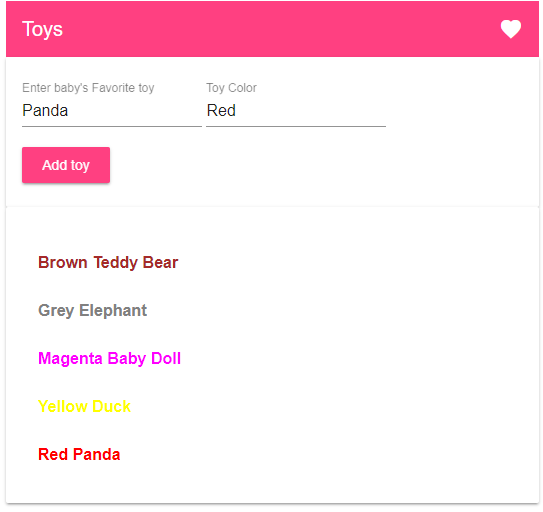 Toys
Enter baby's Favorite toy Toy Color
Panda Red
Add toy
Brown Teddy Bear
Grey Elephant
Magenta Baby Doll
Yellow Duck
Red Panda